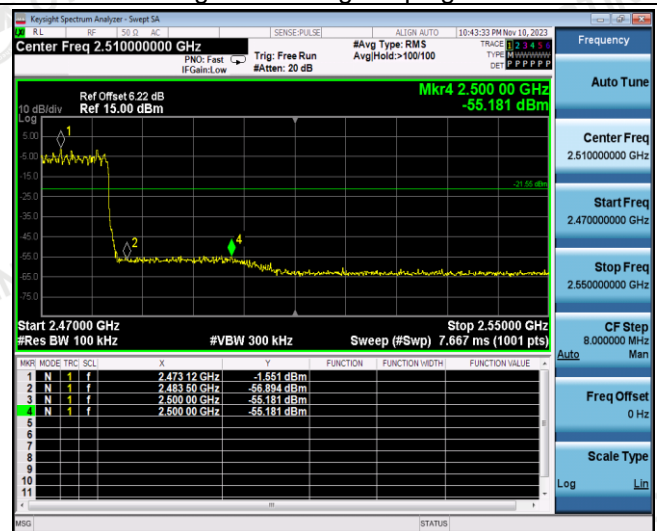 Keysight Spectrum Analyzer - Swept SA
RL RF 50 Ω AC SENSE:PULSE ALIGN AUTO 10:43:33 PM Nov 10, 2023
Center Freq 2.510000000 GHz
PNO: Fast
IFGain:Low
Trig: Free Run
#Atten: 20 dB
#Avg Type: RMS
Avg|Hold:>100/100
TRACE 1 2 3 4 5 6
TYPE M W W W W W
DET P P P P P P
Ref Offset 6.22 dB
Ref 15.00 dBm
10 dB/div
Log
Mkr4 2.500 00 GHz
-55.181 dBm
5.00
-5.00
-15.0
-25.0
-35.0
-45.0
-55.0
-65.0
-75.0
1
2
4
-21.55 dBm
Start 2.47000 GHz
Stop 2.55000 GHz
#Res BW 100 kHz
#VBW 300 kHz
Sweep (#Swp) 7.667 ms (1001 pts)
MKR MODE TRC SCL X Y FUNCTION FUNCTION WIDTH FUNCTION VALUE
1 N 1 f 2.473 12 GHz -1.551 dBm
2 N 1 f 2.483 50 GHz -56.894 dBm
3 N 1 f 2.500 00 GHz -55.181 dBm
4 N 1 f 2.500 00 GHz -55.181 dBm
5
6
7
8
9
10
11
MSG
STATUS
Frequency
Auto Tune
Center Freq
2.510000000 GHz
Start Freq
2.470000000 GHz
Stop Freq
2.550000000 GHz
CF Step
8.000000 MHz
Auto Man
Freq Offset
0 Hz
Scale Type
Log Lin